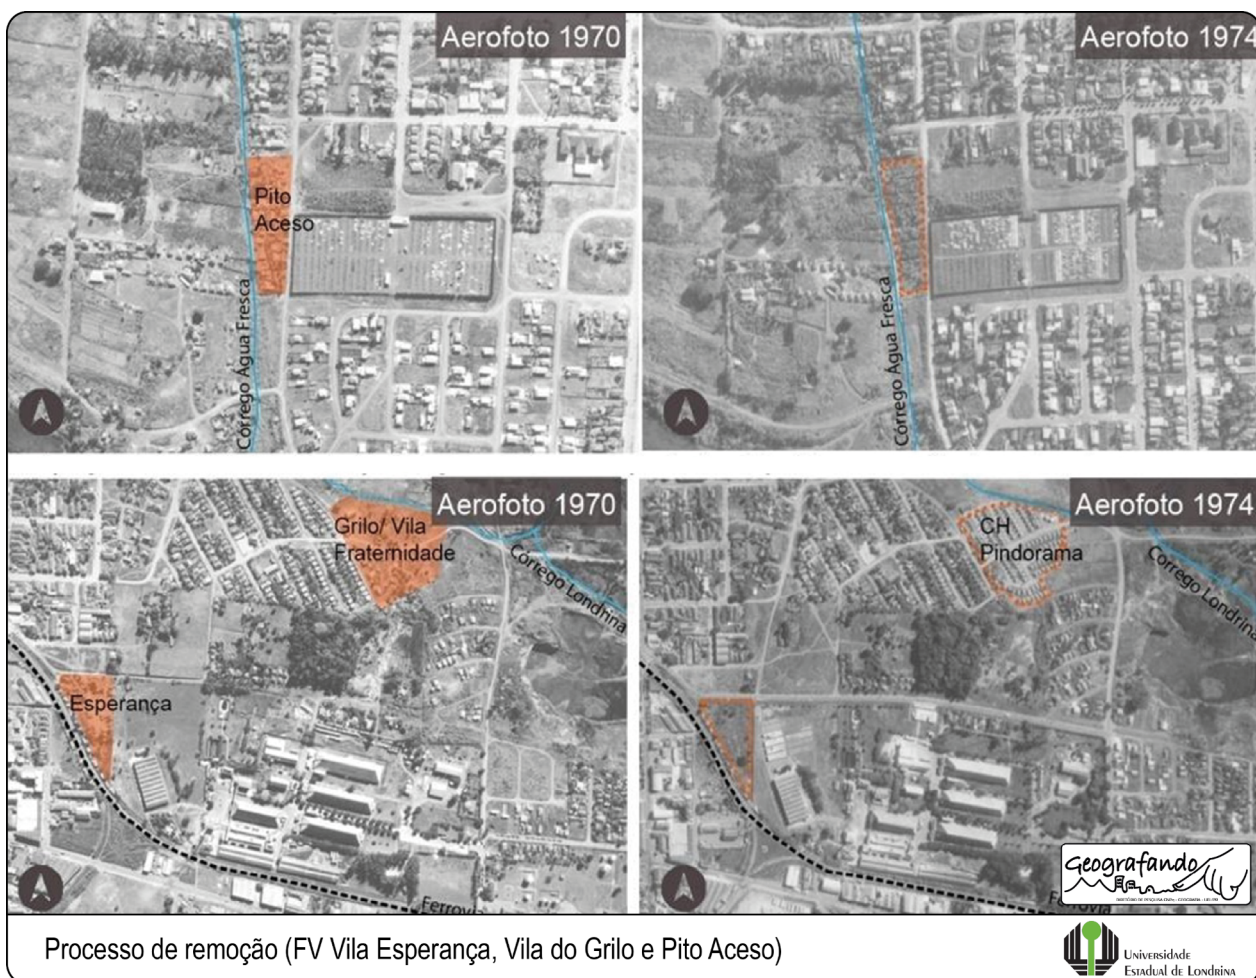 Aerofoto 1970
Pito
Aceso
Córrego Água Fresca
Aerofoto 1974
Córrego Água Fresca
Aerofoto 1970
Grilo/ Vila
Fraternidade
Córrego Londrina
Esperança
Ferrovia
Aerofoto 1974
CH
Pindorama
Córrego Londrina
Geografando
Processo de remoção (FV Vila Esperança, Vila do Grilo e Pito Aceso)
Universidade
Estadual de Londrina